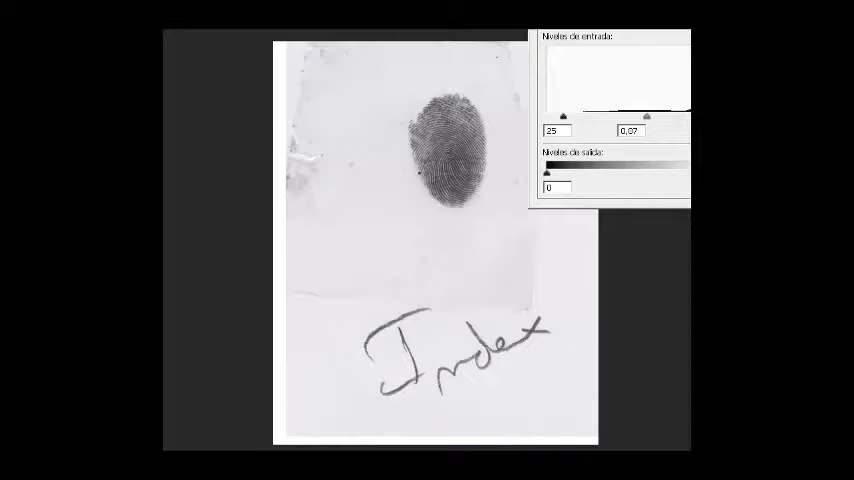 Niveles de entrada:
25
0,87
Niveles de salida:
0
Index